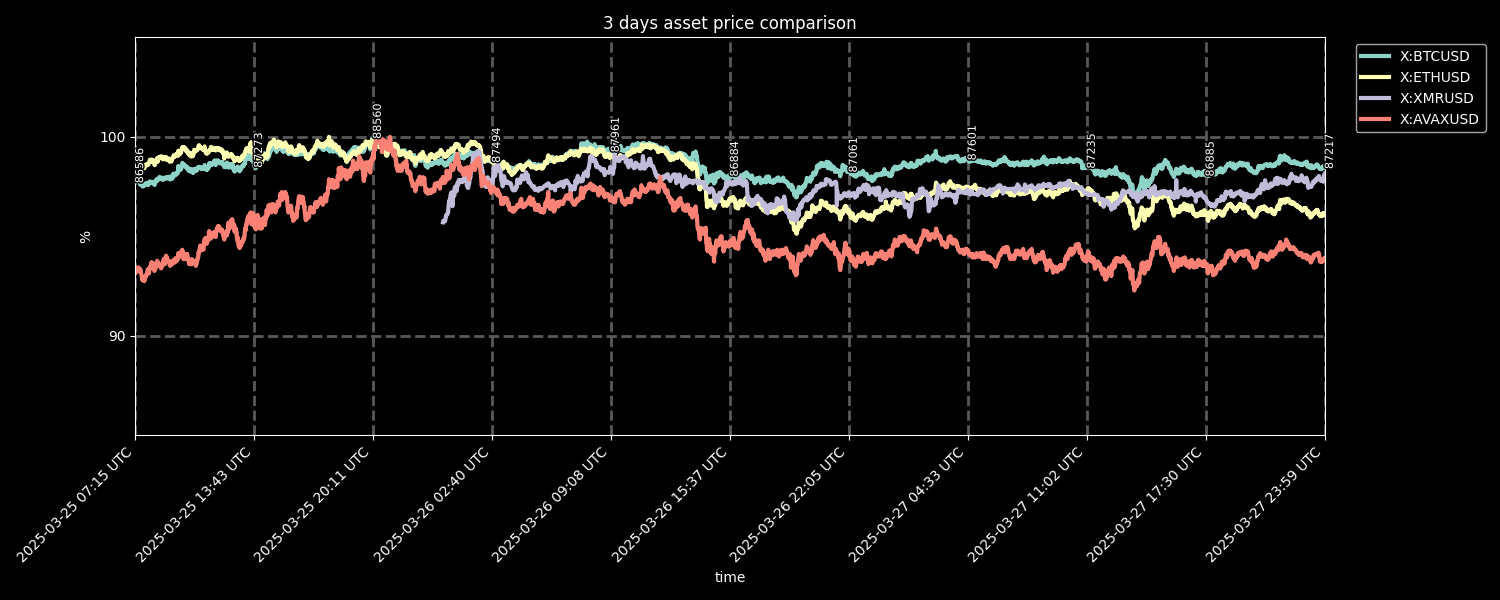 3 days asset price comparison
X:BTCUSD
X:ETHUSD
X:XMRUSD
X:AVAXUSD
100
90
%
86586
87273
88560
87494
87961
86884
87061
87601
87235
86885
87217
2025-03-25 07:15 UTC
2025-03-25 13:43 UTC
2025-03-25 20:11 UTC
2025-03-26 02:40 UTC
2025-03-26 09:08 UTC
2025-03-26 15:37 UTC
2025-03-26 22:05 UTC
2025-03-27 04:33 UTC
2025-03-27 11:02 UTC
2025-03-27 17:30 UTC
2025-03-27 23:59 UTC
time